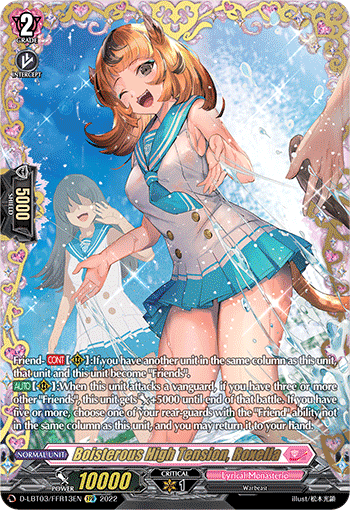 2
GRADE
INTERCEPT
5000
SHIELD
Friend- CONT【R】:If you have another unit in the same column as this unit,
that unit and this unit become "Friends".
AUTO【R】:When this unit attacks a vanguard, if you have three or more
other "Friends", this unit gets +5000 until end of that battle. If you have
five or more, choose one of your rear-guards with the "Friend" ability not
in the same column as this unit, and you may return it to your hand.
NORMAL UNIT
Boisterous High Tension, Ronella
POWER 10000
CRITICAL
1
Lyrical Monasterio
Warbeast
D-LBT03/FFR13EN FFR 2022
illust/松本光爾